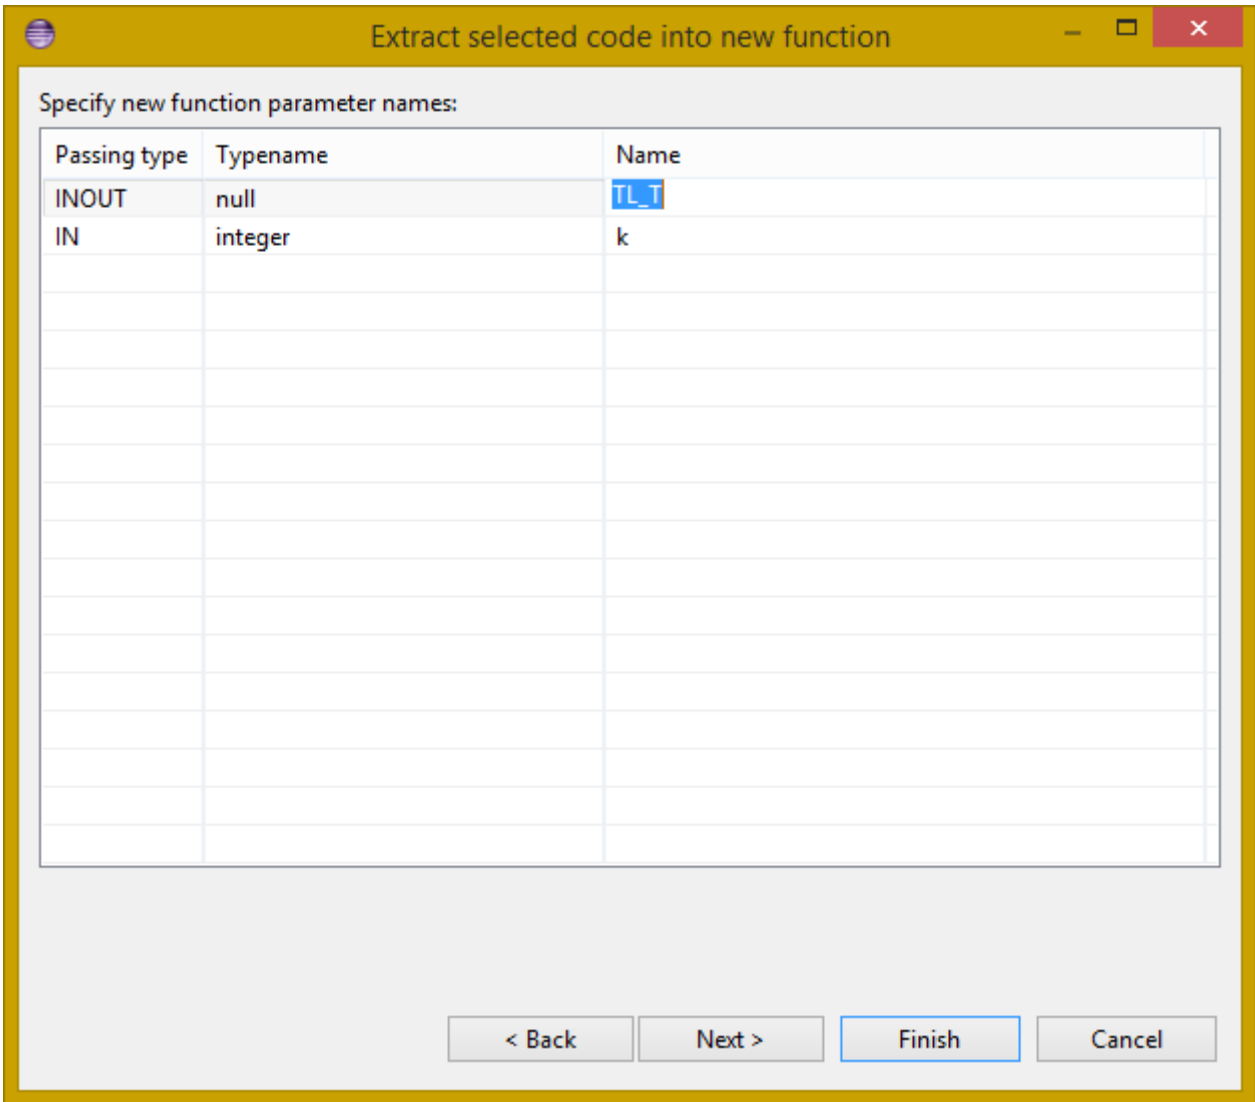 Extract selected code into new function
Specify new function parameter names:
Passing type Typename Name
INOUT null TL_T
IN integer k
< Back Next > Finish Cancel